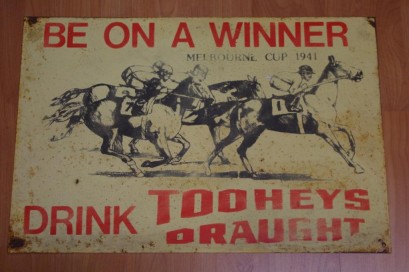 BE ON A WINNER
MELBOURNE CUP 1941
DRINK TOOHEYS
DRAUGHT